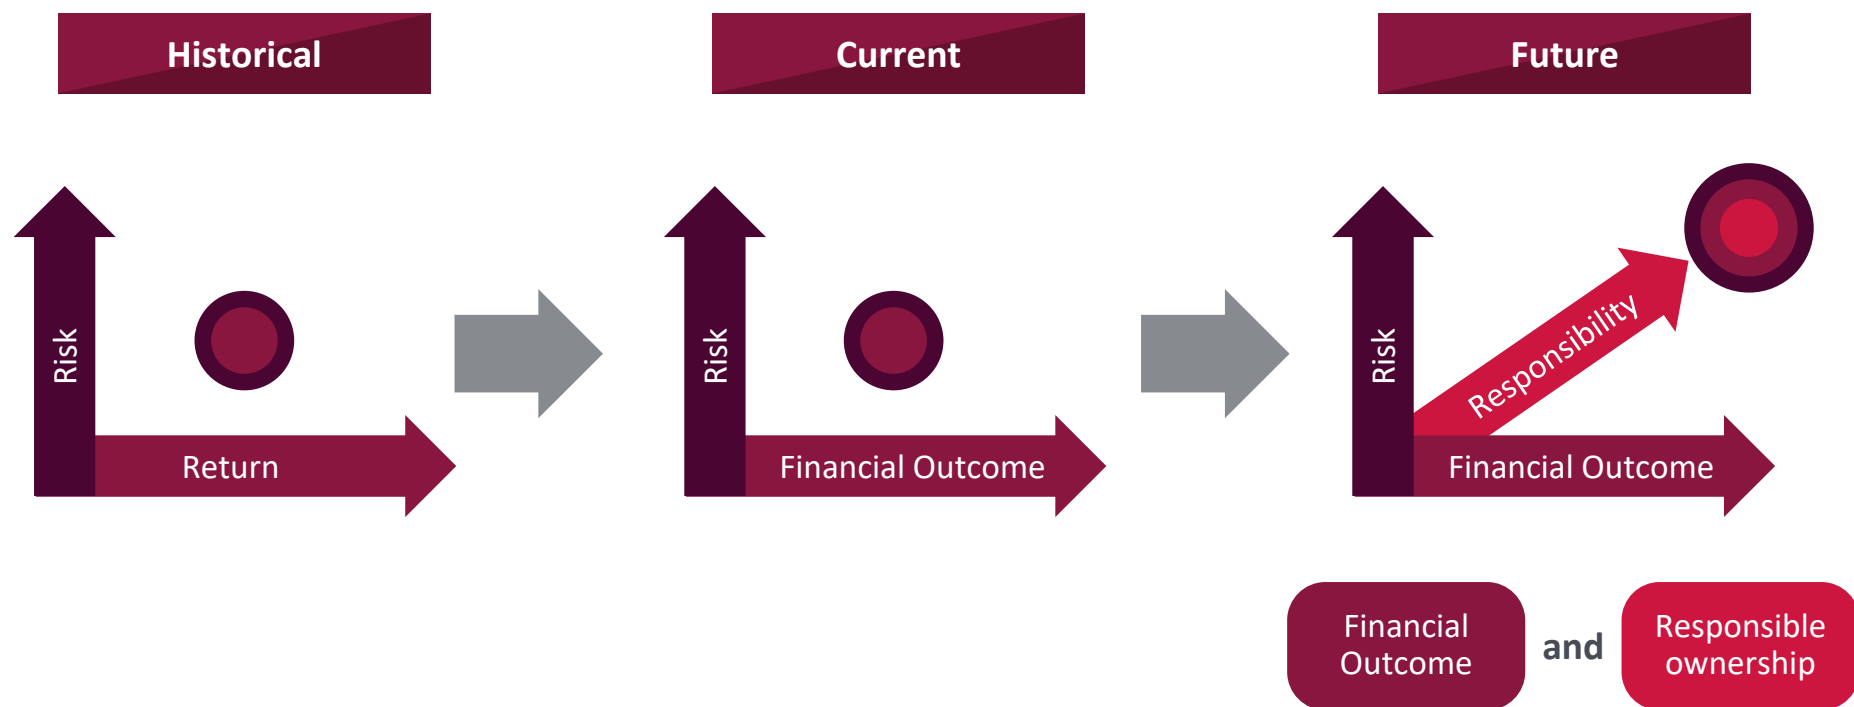 Historical
Current
Future
Risk
Return
Risk
Financial Outcome
Risk
Responsibility
Financial Outcome
Financial
Outcome
and
Responsible
ownership